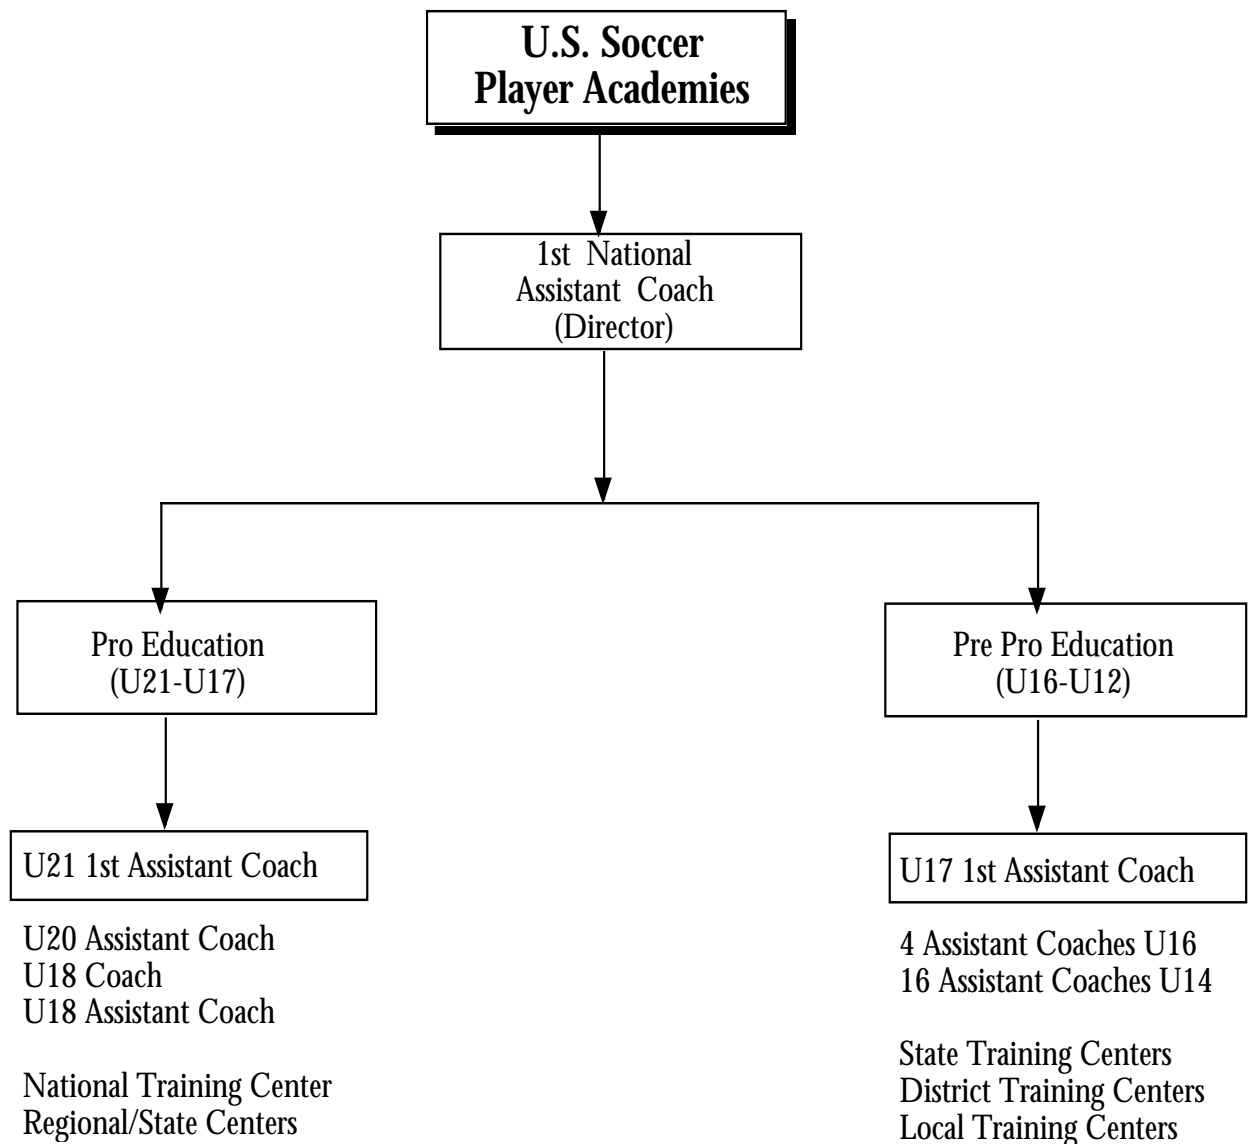 U.S. Soccer
Player Academies
1st National
Assistant Coach
(Director)
Pro Education
(U21-U17)
Pre Pro Education
(U16-U12)
U21 1st Assistant Coach
U20 Assistant Coach
U18 Coach
U18 Assistant Coach
National Training Center
Regional/State Centers
U17 1st Assistant Coach
4 Assistant Coaches U16
16 Assistant Coaches U14
State Training Centers
District Training Centers
Local Training Centers